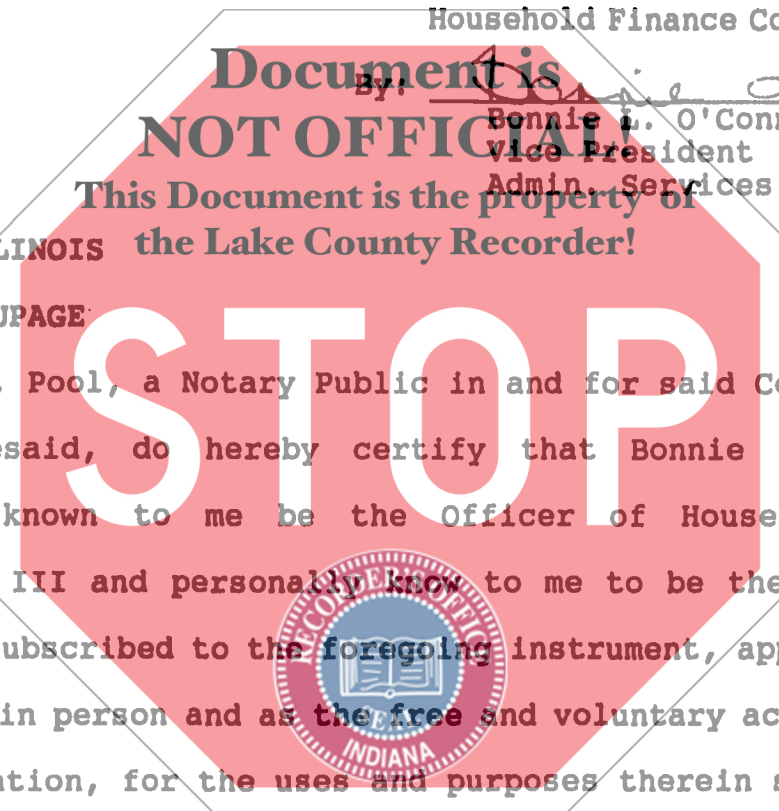 Household Finance Co
Document is
By:
NOT OFFICIAL!
Bonnie L. O'Conn
Vice President
This Document is the property of
Admin. Services
the Lake County Recorder!
LINOIS
UPAGE
STOP
. Pool, a Notary Public in and for said Co
esaid, do hereby certify that Bonnie
known to me be the Officer of House
III and personally know to me to be the
ubscribed to the foregoing instrument, app
in person and as the free and voluntary ac
ation, for the uses and purposes therein s
RECORDER'S OFFICE
SEAL
INDIANA